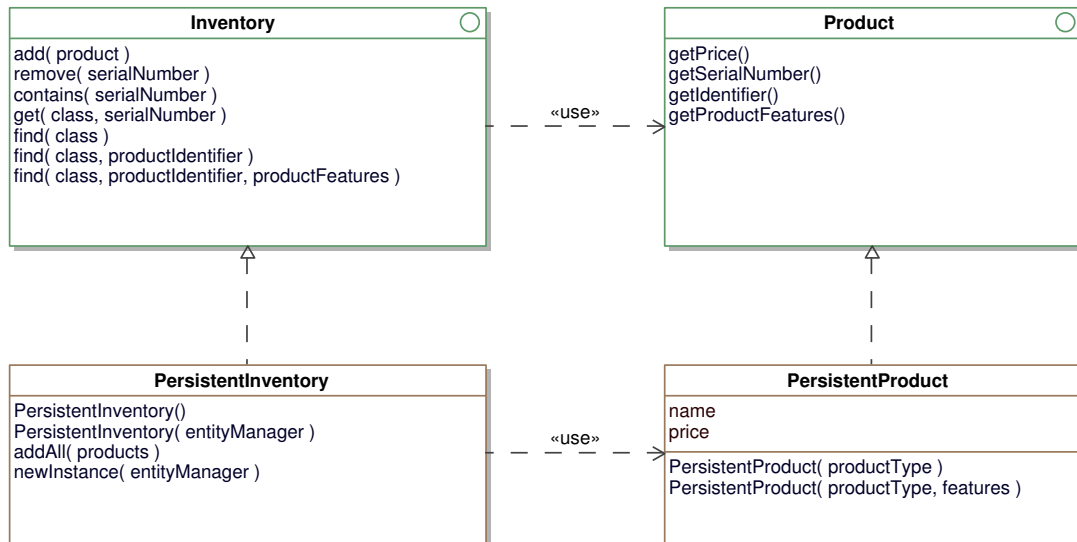 Inventory
add( product )
remove( serialNumber )
contains( serialNumber )
get( class, serialNumber )
find( class )
find( class, productIdentifier )
find( class, productIdentifier, productFeatures )
«use»
Product
getPrice()
getSerialNumber()
getIdentifier()
getProductFeatures()
PersistentInventory
PersistentInventory()
PersistentInventory( entityManager )
addAll( products )
newInstance( entityManager )
«use»
PersistentProduct
name
price
PersistentProduct( productType )
PersistentProduct( productType, features )